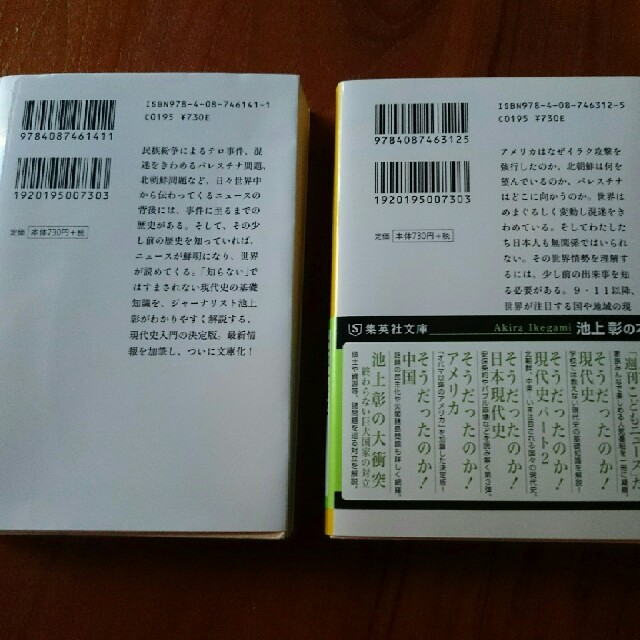 ISBN978-4-08-746141-1
C0195 ¥730E
9784087461411
1920195007303
定価 本体730円+税
民族紛争によるテロ事件、混
迷をきわめるパレスチナ問題、
北朝鮮問題など、日々世界中
から伝わってくるニュースの
背後には、事件に至るまでの
歴史がある。そして、その少
し前の歴史を知っていれば、
ニュースが鮮明になり、世界
が読めてくる。「知らない」で
はすまされない現代史の基礎
知識を、ジャーナリスト池上
彰がわかりやすく解説する、
現代史入門の決定版。最新情
報を加筆し、ついに文庫化!
ISBN978-4-08-746312-5
C0195 ¥730E
9784087463125
1920195007303
定価 本体730円+税
アメリカはなぜイラク攻撃を
強行したのか、北朝鮮は何を
望んでいるのか、パレスチナ
はどこに向かうのか。世界は
めまぐるしく変動し混迷をき
わめている。そしてわたした
ち日本人も無関係ではいられ
ない。その世界情勢を理解す
るには、少し前の出来事を知
る必要がある。9・11以降、
世界が注目する国や地域の現
集英社文庫 Akira Ikegami 池上彰の本
そうだったのか!
現代史
そうだったのか!
現代史パート2
そうだったのか!
日本現代史
そうだったのか!
アメリカ
そうだったのか!
中国
池上彰の大衝突
終わらない巨大国家の対立